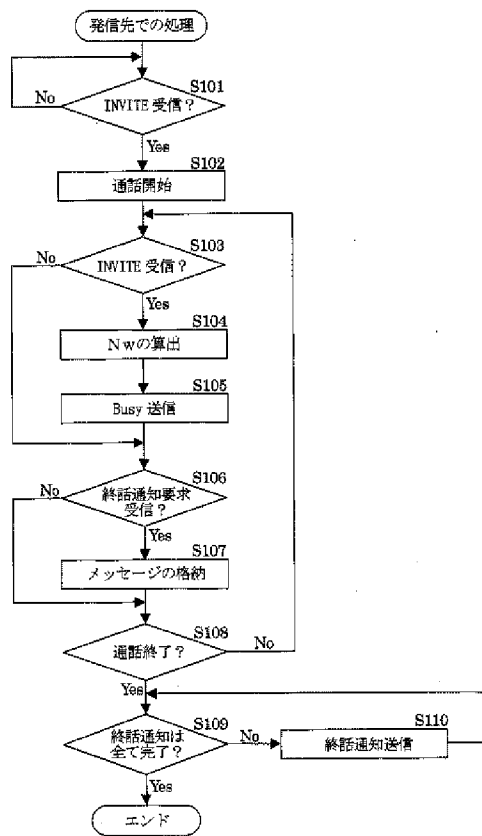 発信先での処理
S101
No
INVITE 受信？
Yes
S102
通話開始
S103
No
INVITE 受信？
Yes
S104
Ｎｗの算出
S105
Busy 送信
S106
No
終話通知要求
受信？
Yes
S107
メッセージの格納
S108
通話終了？
No
Yes
S109
終話通知は
全て完了？
No
S110
終話通知送信
Yes
エンド